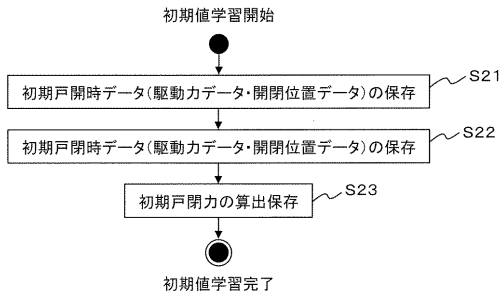 初期値学習開始
初期戸開時データ(駆動力データ・開閉位置データ)の保存
S21
初期戸閉時データ(駆動力データ・開閉位置データ)の保存
S22
初期戸閉力の算出保存
S23
初期値学習完了